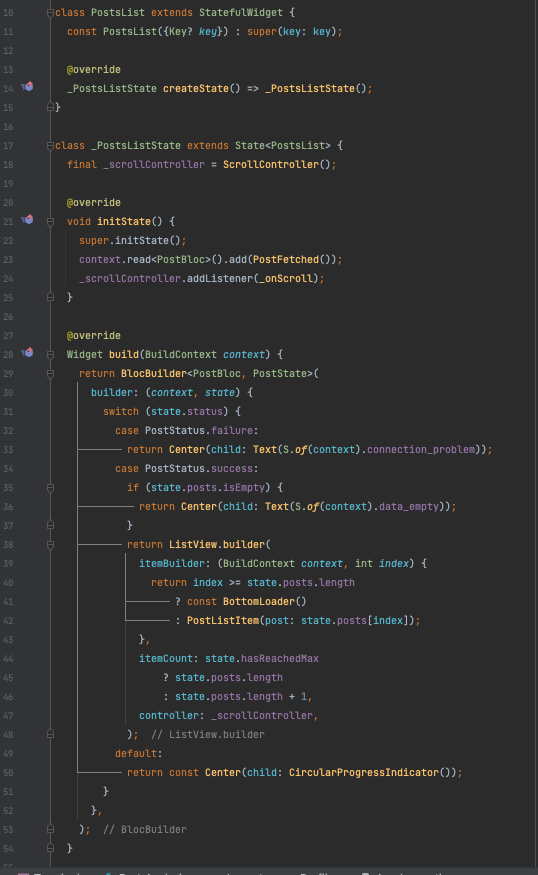 10 class PostsList extends StatefulWidget {
11 const PostsList({Key? key}) : super(key: key);
12
13 @override
14 _PostsListState createState() => _PostsListState();
15 }
16
17 class _PostsListState extends State<PostsList> {
18 final _scrollController = ScrollController();
19
20 @override
21 void initState() {
22 super.initState();
23 context.read<PostBloc>().add(PostFetched());
24 _scrollController.addListener(_onScroll);
25 }
26
27 @override
28 Widget build(BuildContext context) {
29 return BlocBuilder<PostBloc, PostState>(
30 builder: (context, state) {
31 switch (state.status) {
32 case PostStatus.failure:
33 return Center(child: Text(S.of(context).connection_problem));
34 case PostStatus.success:
35 if (state.posts.isEmpty) {
36 return Center(child: Text(S.of(context).data_empty));
37 }
38 return ListView.builder(
39 itemBuilder: (BuildContext context, int index) {
40 return index >= state.posts.length
41 ? const BottomLoader()
42 : PostListItem(post: state.posts[index]);
43 },
44 itemCount: state.hasReachedMax
45 ? state.posts.length
46 : state.posts.length + 1,
47 controller: _scrollController,
48 ); // ListView.builder
49 default:
50 return const Center(child: CircularProgressIndicator());
51 }
52 },
53 ); // BlocBuilder
54 }